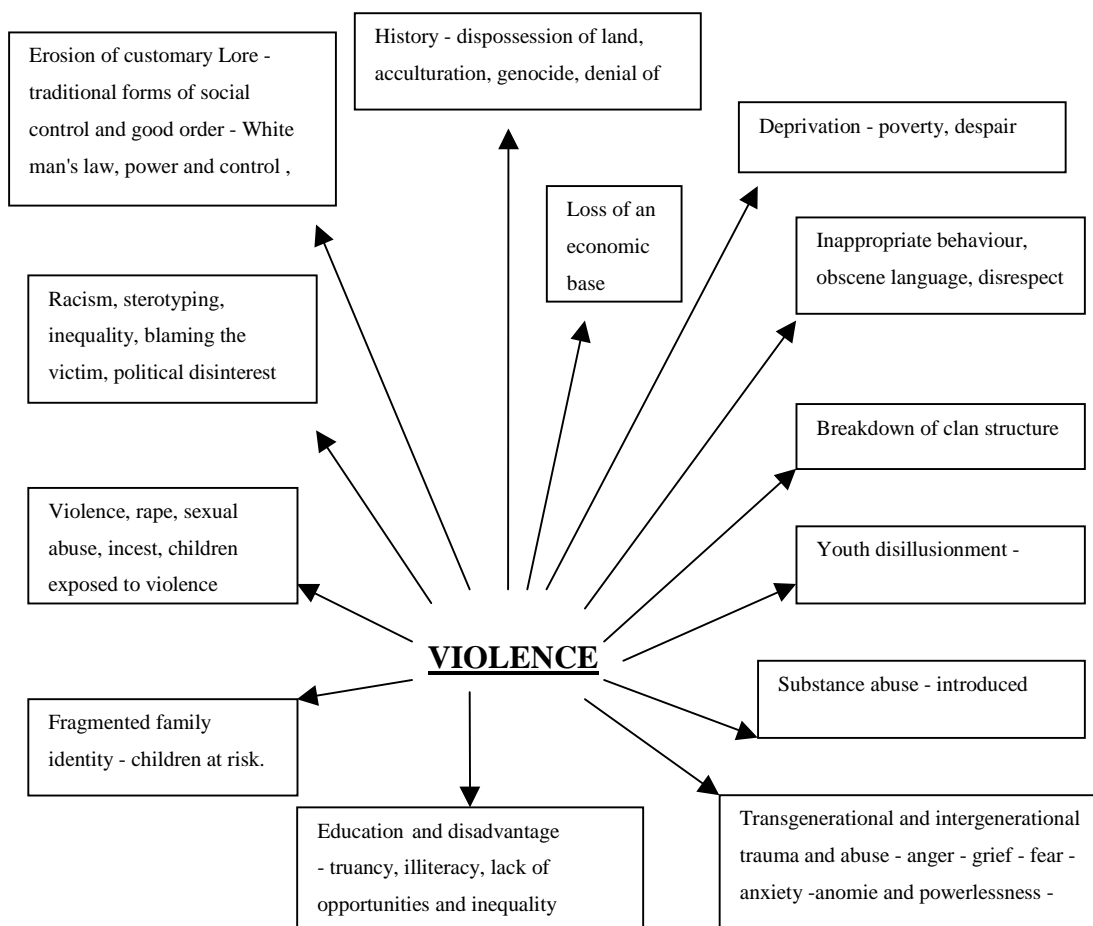 History - dispossession of land,
acculturation, genocide, denial of
Erosion of customary Lore -
traditional forms of social
control and good order - White
man's law, power and control ,
Deprivation - poverty, despair
Loss of an
economic
base
Inappropriate behaviour,
obscene language, disrespect
Racism, sterotyping,
inequality, blaming the
victim, political disinterest
Breakdown of clan structure
Violence, rape, sexual
abuse, incest, children
exposed to violence
Youth disillusionment -
VIOLENCE
Substance abuse - introduced
Fragmented family
identity - children at risk.
Education and disadvantage
- truancy, illiteracy, lack of
opportunities and inequality
Transgenerational and intergenerational
trauma and abuse - anger - grief - fear -
anxiety -anomie and powerlessness -